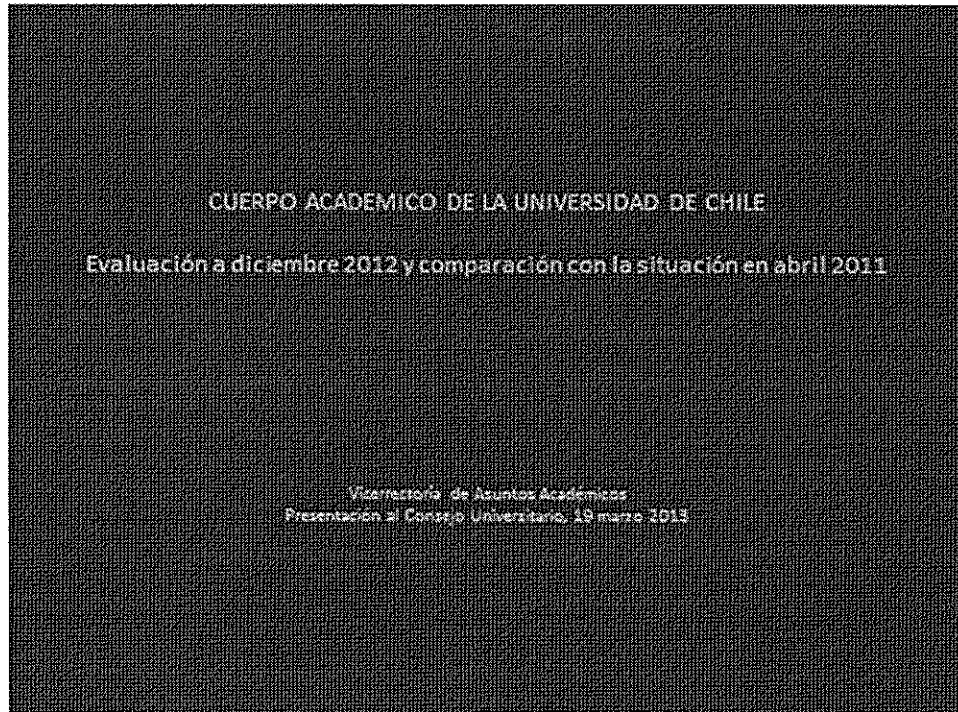 CUERPO ACADEMICO DE LA UNIVERSIDAD DE CHILE
Evaluación a diciembre 2012 y comparación con la situación en abril 2011
Vicerrectoría de Asuntos Académicos
Presentación al Consejo Universitario, 19 marzo 2013